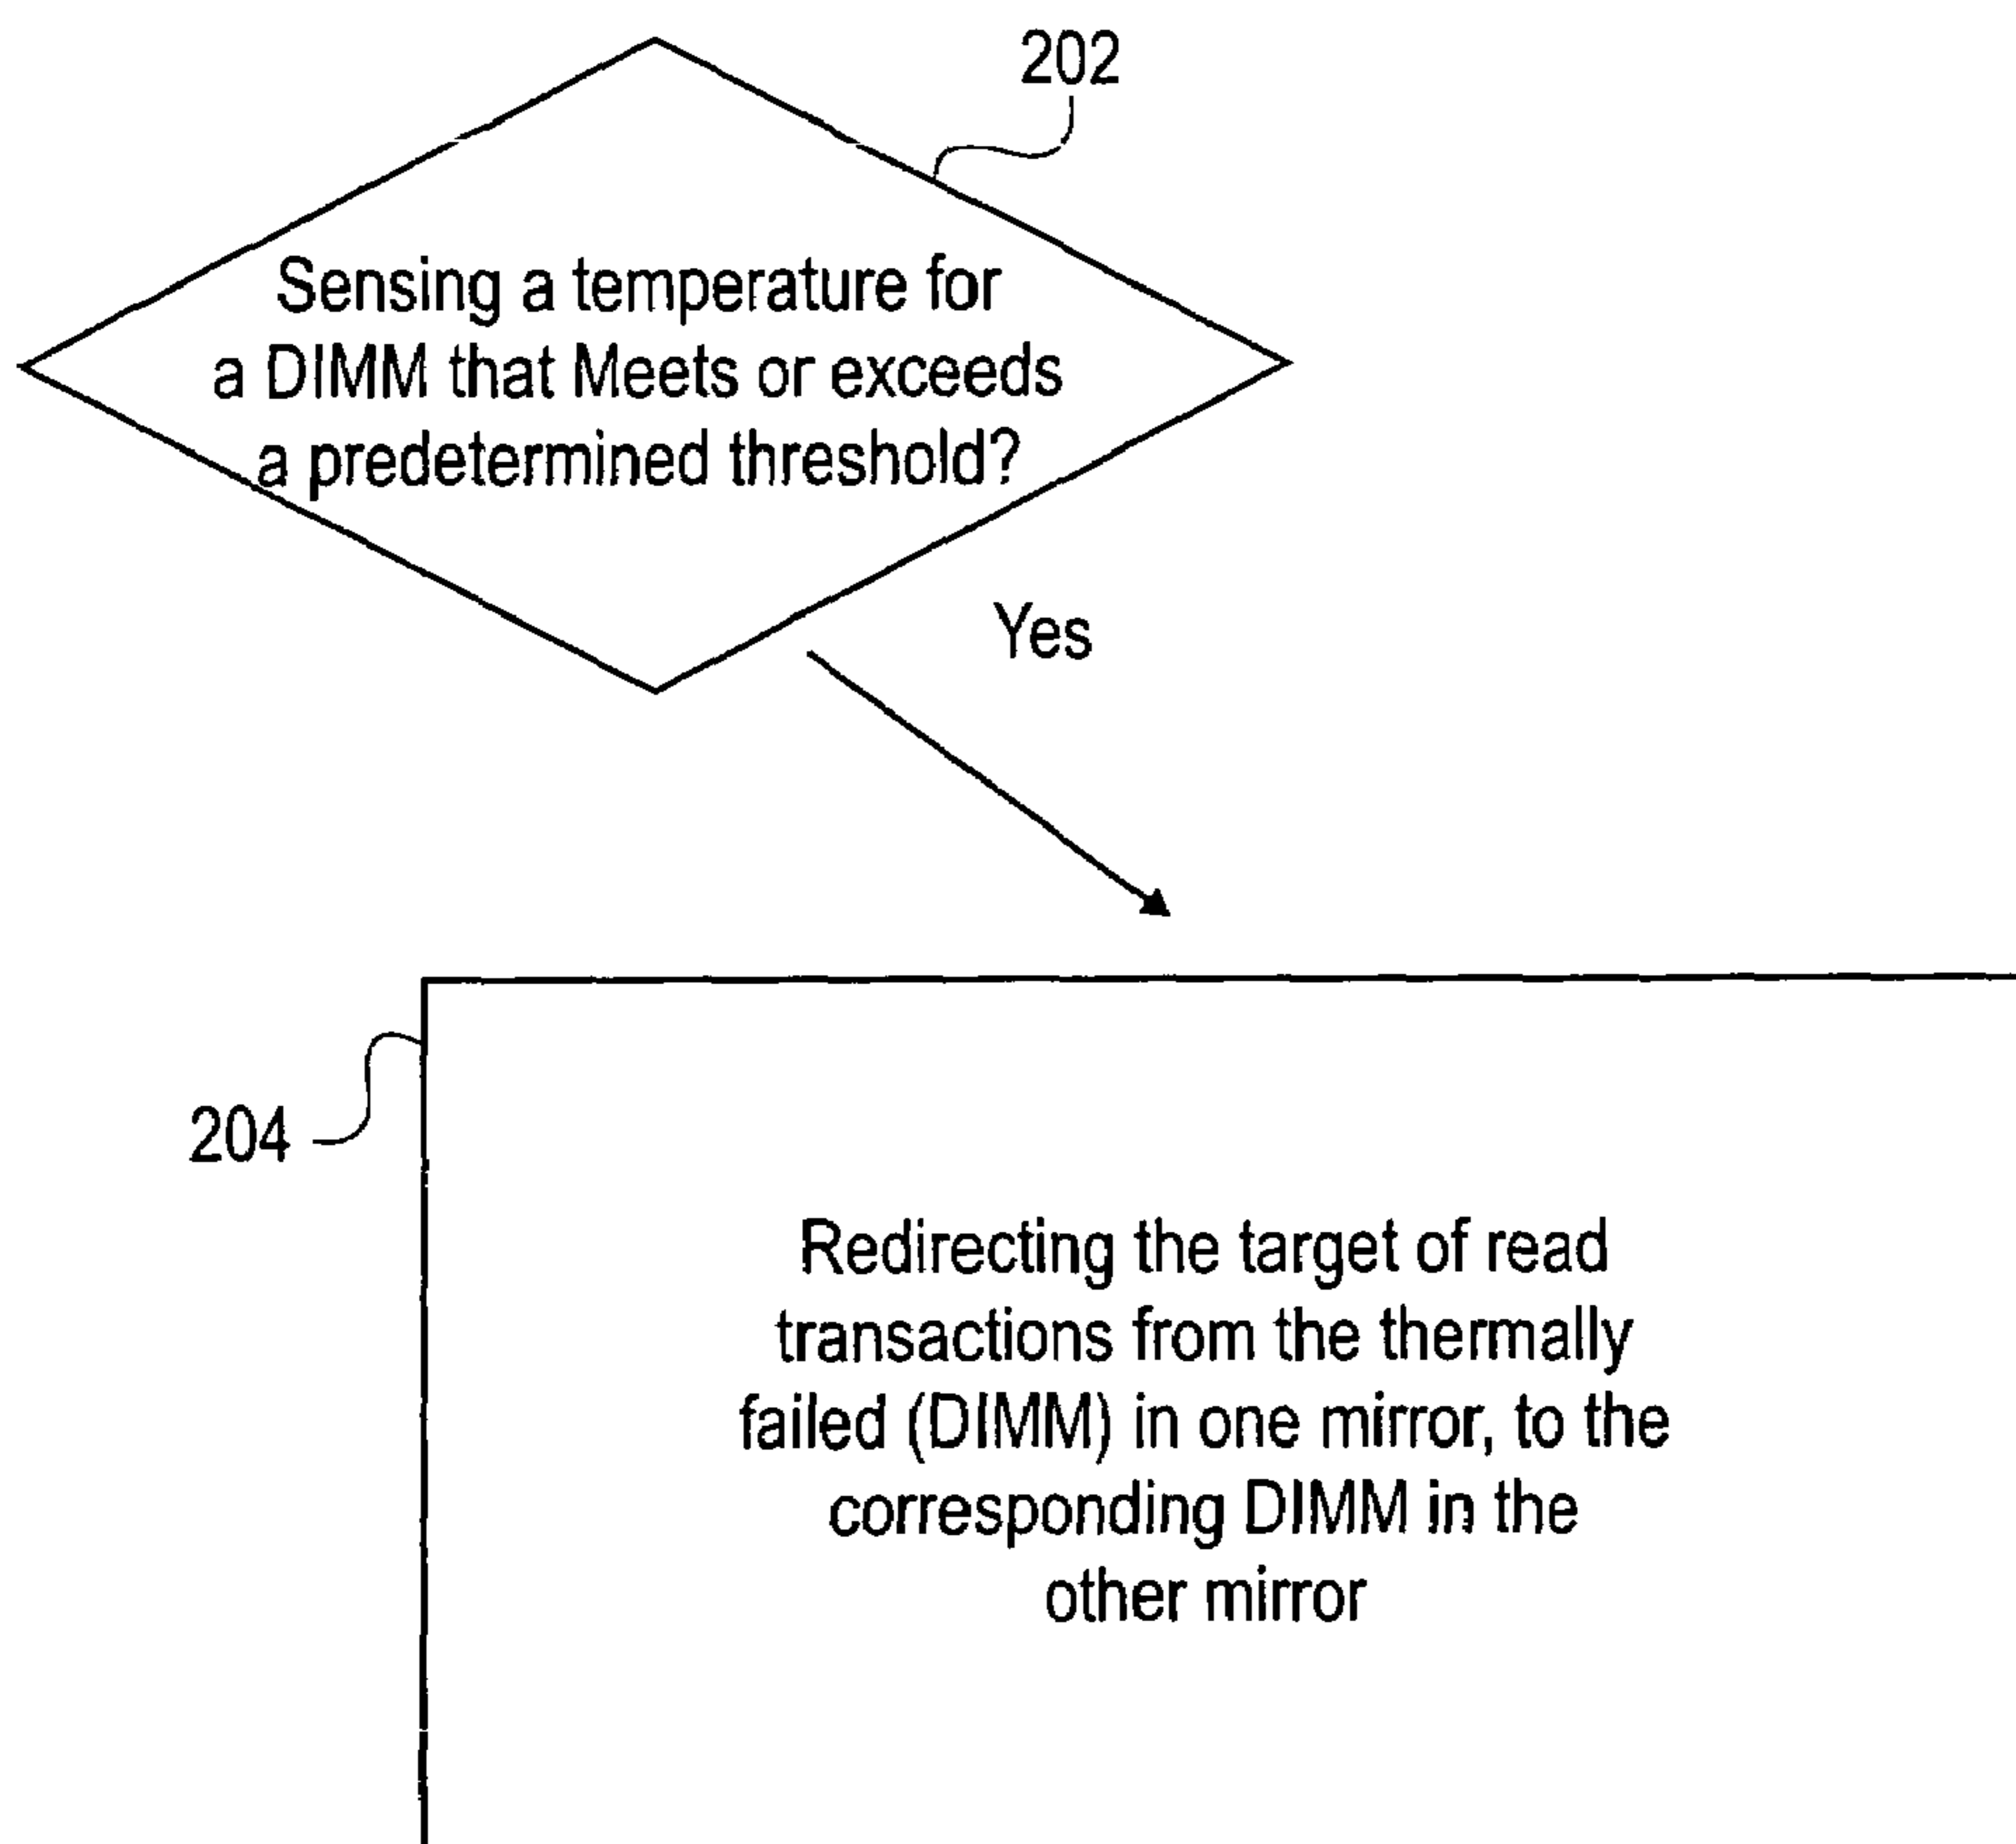 202
Sensing a temperature for
a DIMM that Meets or exceeds
a predetermined threshold?
Yes
204
Redirecting the target of read
transactions from the thermally
failed (DIMM) in one mirror, to the
corresponding DIMM in the
other mirror